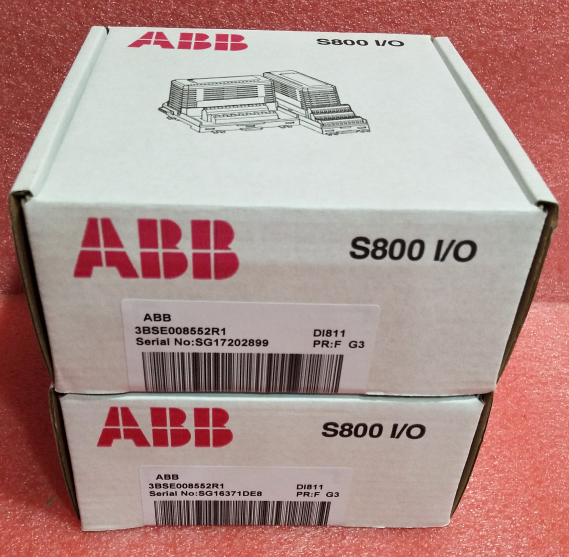 ABB S800 I/O
ABB S800 I/O
ABB
3BSE008552R1 DI811
Serial No:SG17202899 PR:F G3
ABB S800 I/O
ABB
3BSE008552R1 DI811
Serial No:SG16371DE8 PR:F G3